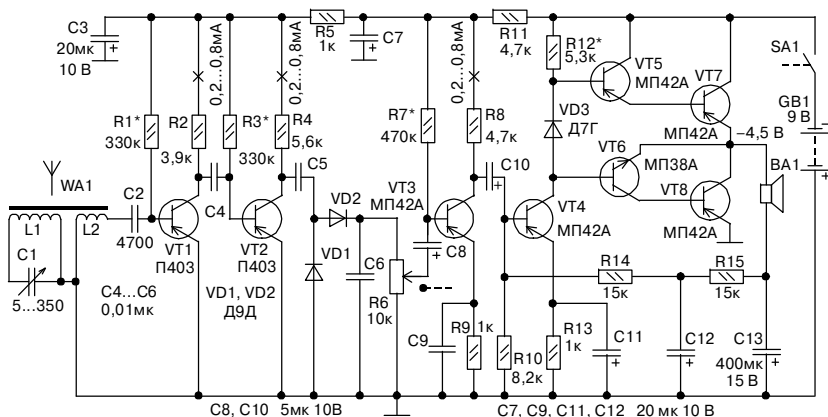 C3
20мк
10 В
0,2...0,8мА
0,2...0,8мА
R5
1к
C7
0,2...0,8мА
R11
4,7к
R12*
5,3к
VT5
МП42А
VT7
МП42А
SA1
GB1
9 В
R1*
330к
R2
3,9к
R3*
330к
R4
5,6к
R7*
470к
R8
4,7к
VD3
Д7Г
VT6
МП38А
–4,5 В
BA1
WA1
C2
4700
C4
C5
VD2
VT3
МП42А
C10
VT4
МП42А
VT8
МП42А
L1
L2
VT1
П403
VT2
П403
VD1
C6
C8
C1
5...350
C4...C6
0,01мк
VD1, VD2
Д9Д
R6
10к
R14
15к
R15
15к
C9
R9
1к
R10
8,2к
R13
1к
C11
C12
C13
400мк
15 В
C8, C10 5мк 10В
C7, C9, C11, C12 20 мк 10 В